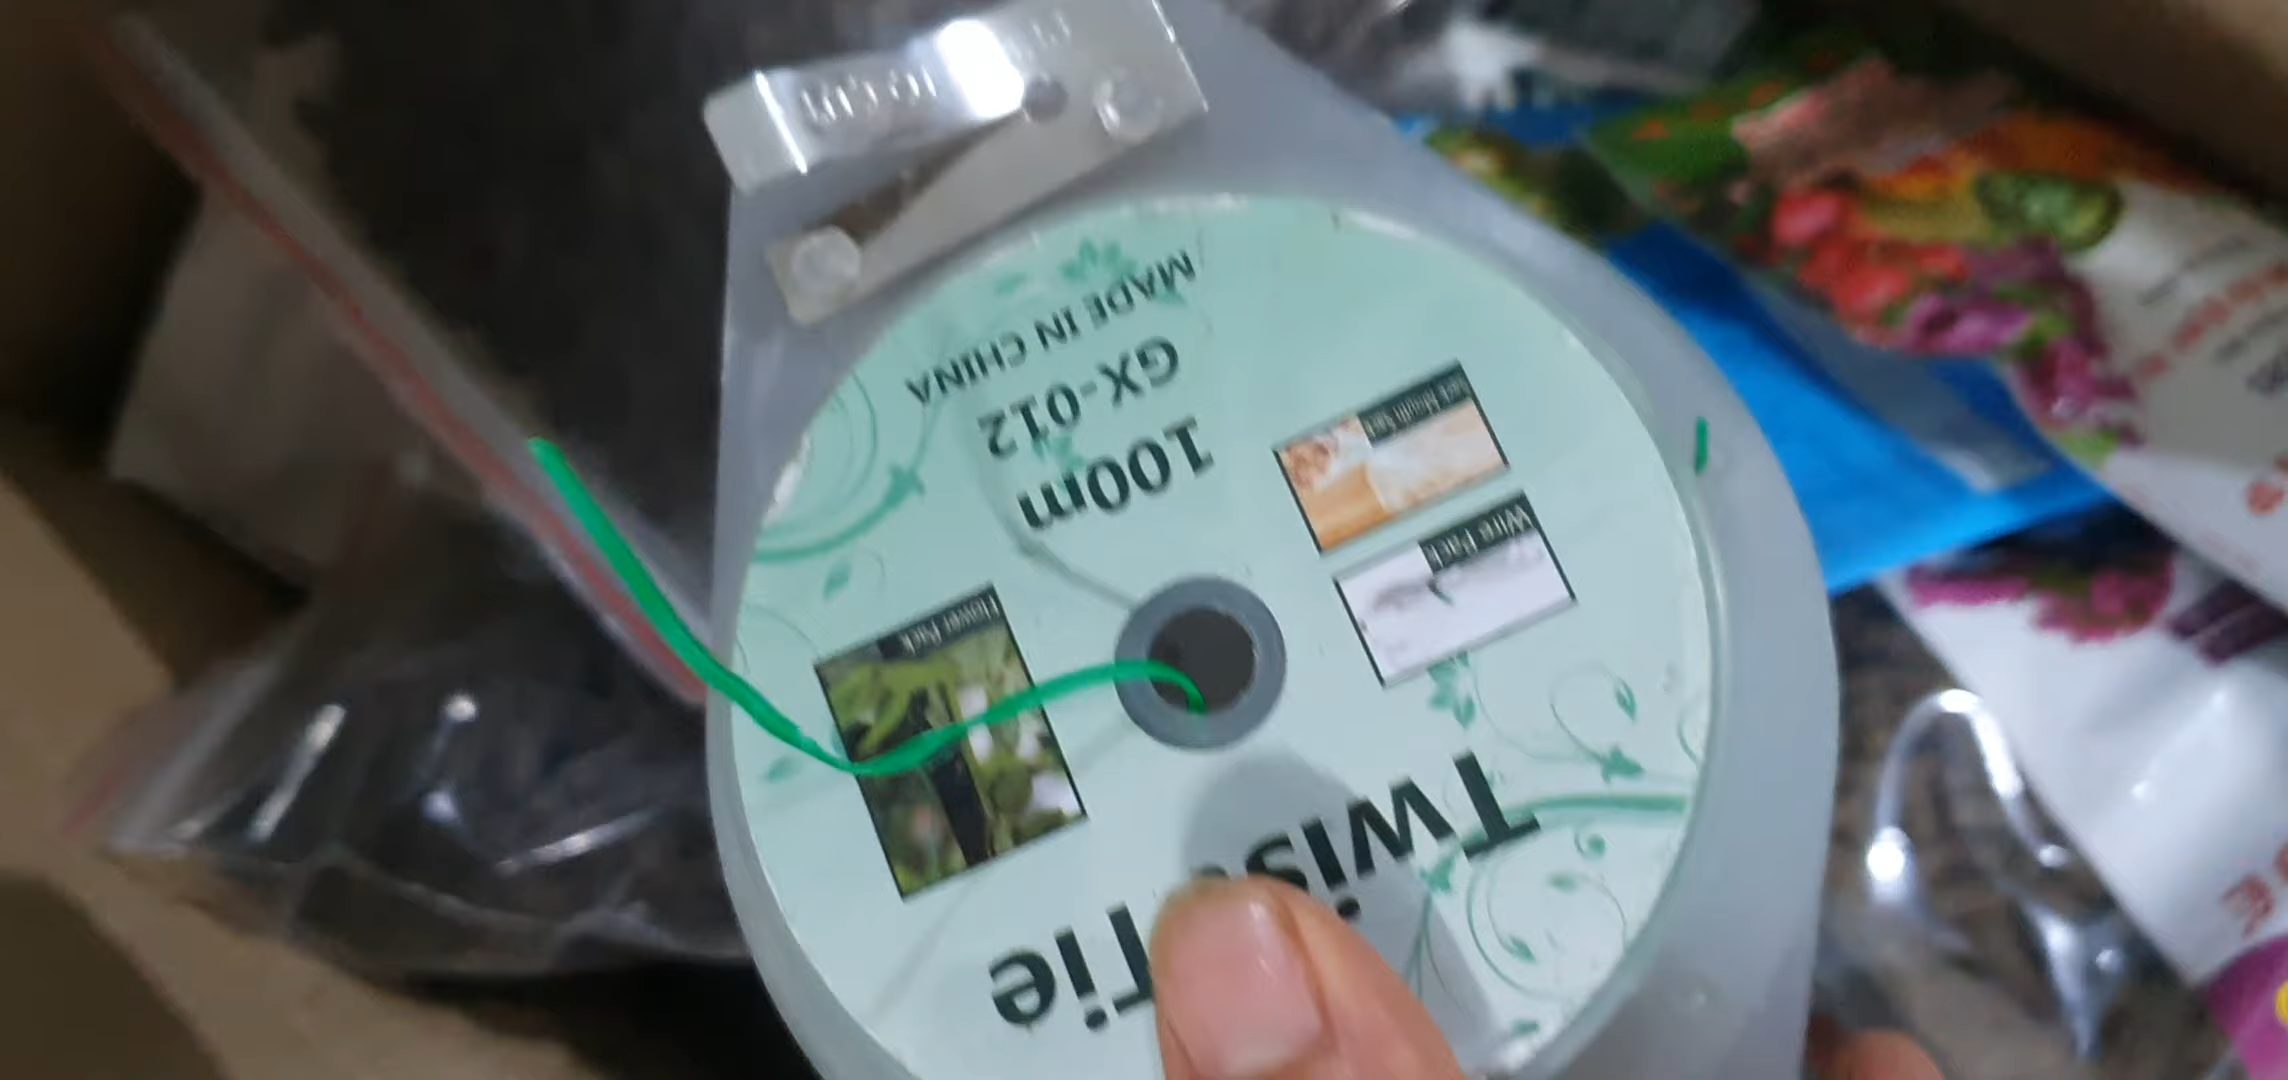 Twist Tie
Flower Pack
Wire Pack
100m
GX-012
MADE IN CHINA